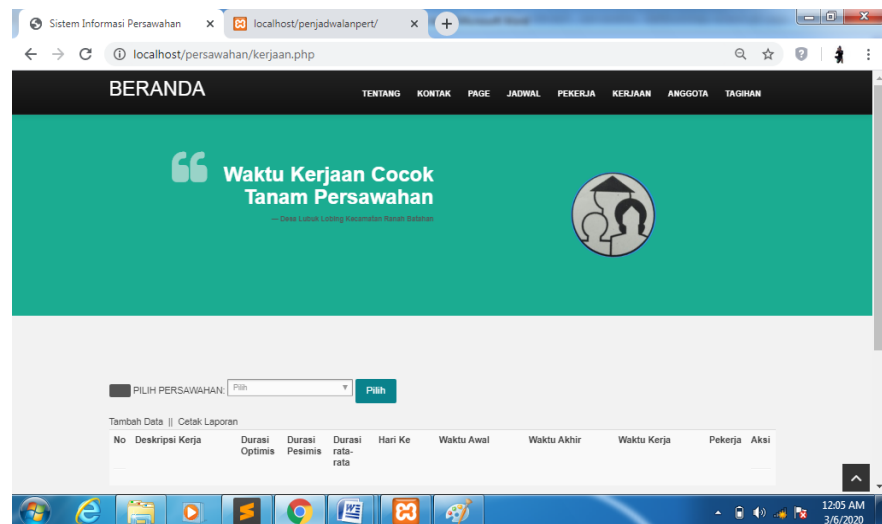 Sistem Informasi Persawahan
localhost/penjadwalanpert/
localhost/persawahan/kerjaan.php
BERANDA
TENTANG KONTAK PAGE JADWAL PEKERJA KERJAAN ANGGOTA TAGIHAN
Waktu Kerjaan Cocok
Tanam Persawahan
— Desa Lubuk Lobing Kecamatan Ranah Batahan
PILIH PERSAWAHAN: Pilih Pilih
Tambah Data || Cetak Laporan
No Deskripsi Kerja Durasi Optimis Durasi Pesimis Durasi rata-rata Hari Ke Waktu Awal Waktu Akhir Waktu Kerja Pekerja Aksi
12:05 AM
3/6/2020